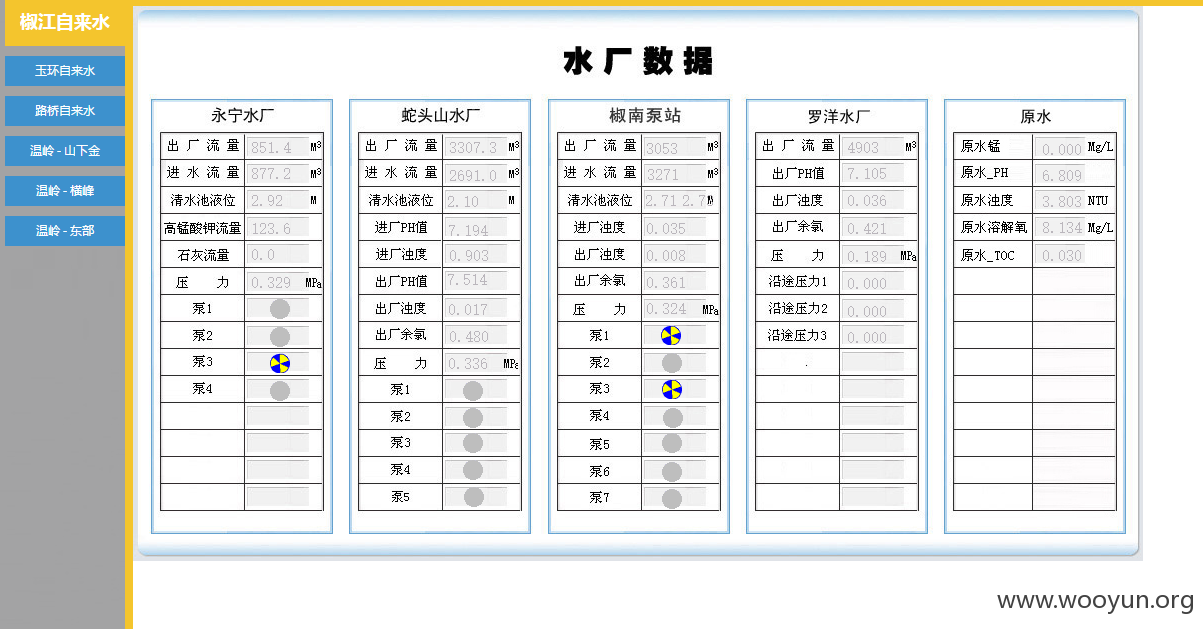 椒江自来水
玉环自来水
路桥自来水
温岭 - 山下金
温岭 - 横峰
温岭 - 东部
水厂数据
永宁水厂
出厂流量 851.4 M³
进水流量 877.2 M³
清水池液位 2.92 M
高锰酸钾流量 123.6
石灰流量 0.0
压力 0.329 MPa
泵1
泵2
泵3
泵4
蛇头山水厂
出厂流量 3307.3 M³
进水流量 2691.0 M³
清水池液位 2.10 M
进厂PH值 7.194
进厂浊度 0.903
出厂PH值 7.514
出厂浊度 0.017
出厂余氯 0.480
压力 0.336 MPa
泵1
泵2
泵3
泵4
泵5
椒南泵站
出厂流量 3053 M³
进水流量 3271 M³
清水池液位 2.71 2.7 M
进厂浊度 0.035
出厂浊度 0.008
出厂余氯 0.361
压力 0.324 MPa
泵1
泵2
泵3
泵4
泵5
泵6
泵7
罗洋水厂
出厂流量 4903 M³
出厂PH值 7.105
出厂浊度 0.036
出厂余氯 0.421
压力 0.189 MPa
沿途压力1 0.000
沿途压力2 0.000
沿途压力3 0.000
原水
原水锰 0.000 Mg/L
原水_PH 6.809
原水浊度 3.803 NTU
原水溶解氧 8.134 Mg/L
原水_TOC 0.030
www.wooyun.org